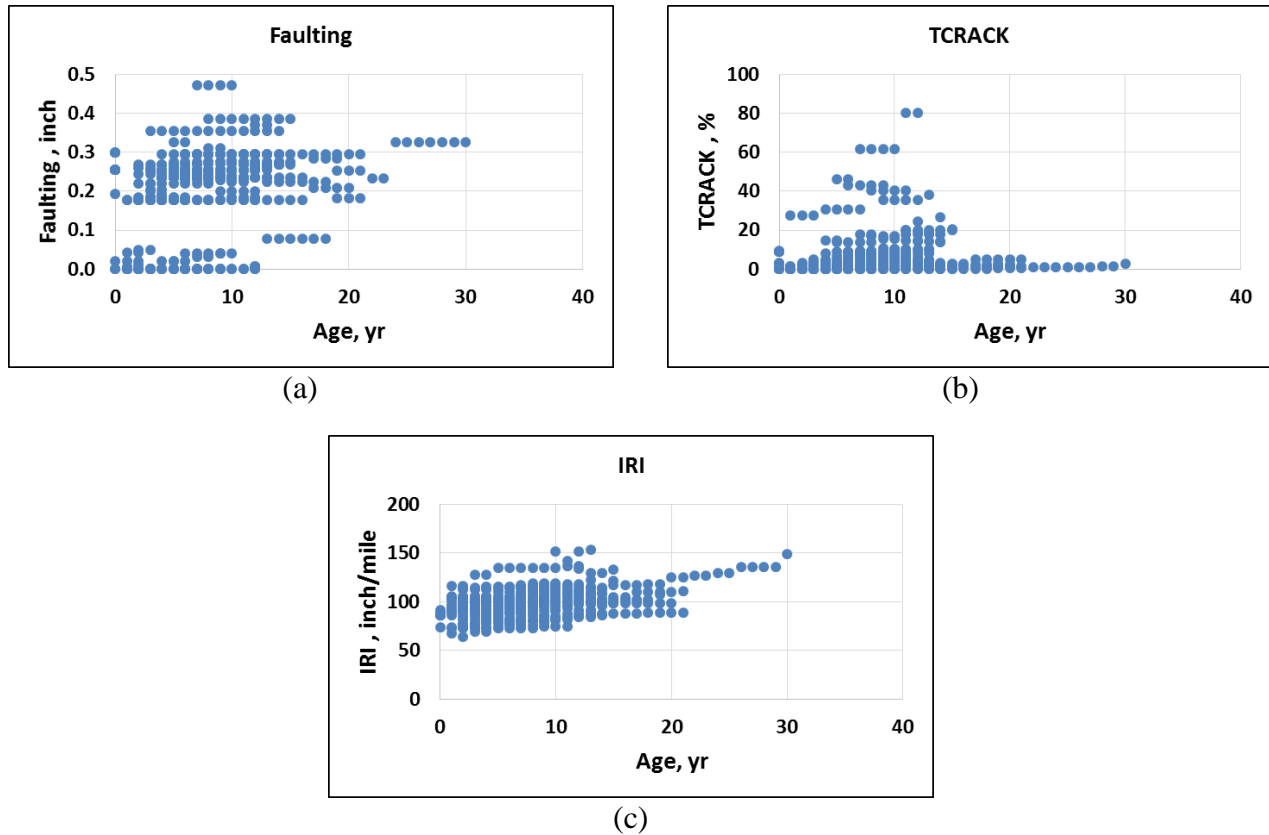 Faulting
Faulting , inch
0.5
0.4
0.3
0.2
0.1
0.0
0 10 20 30 40
Age, yr
(a)
TCRACK
TCRACK , %
100
80
60
40
20
0
0 10 20 30 40
Age, yr
(b)
IRI
IRI , inch/mile
200
150
100
50
0
0 10 20 30 40
Age, yr
(c)